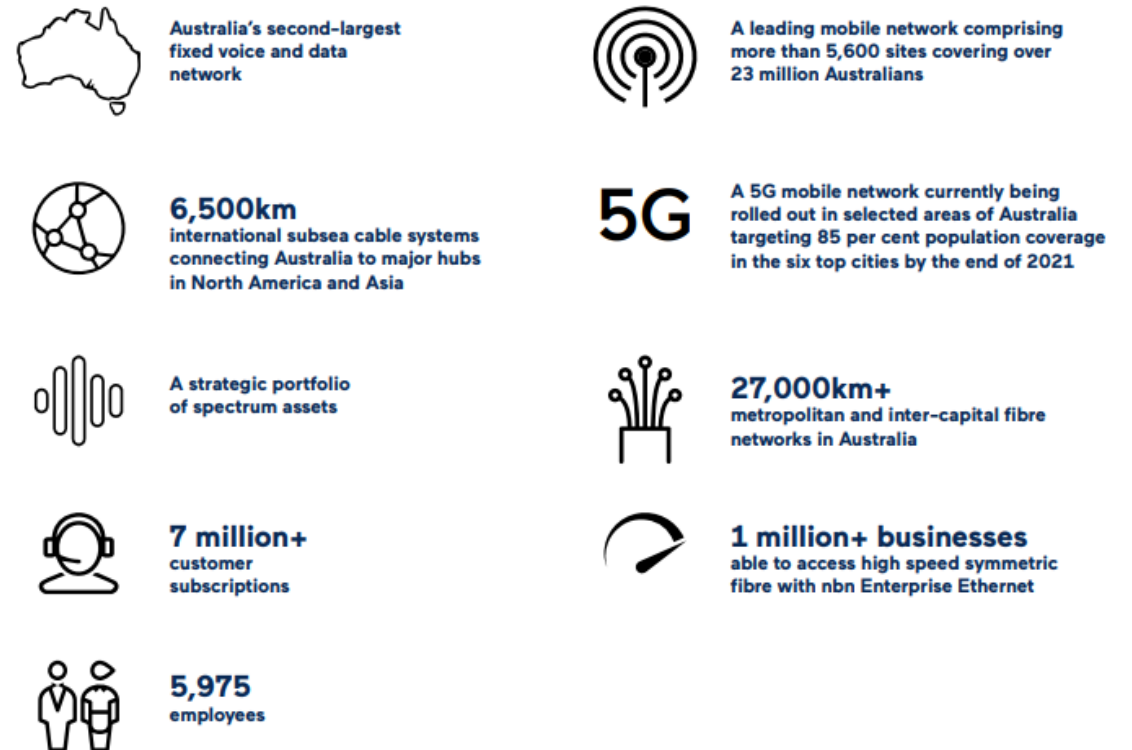 Australia's second-largest
fixed voice and data
network
A leading mobile network comprising
more than 5,600 sites covering over
23 million Australians
6,500km
international subsea cable systems
connecting Australia to major hubs
in North America and Asia
5G
A 5G mobile network currently being
rolled out in selected areas of Australia
targeting 85 per cent population coverage
in the six top cities by the end of 2021
A strategic portfolio
of spectrum assets
27,000km+
metropolitan and inter-capital fibre
networks in Australia
7 million+
customer
subscriptions
1 million+ businesses
able to access high speed symmetric
fibre with nbn Enterprise Ethernet
5,975
employees